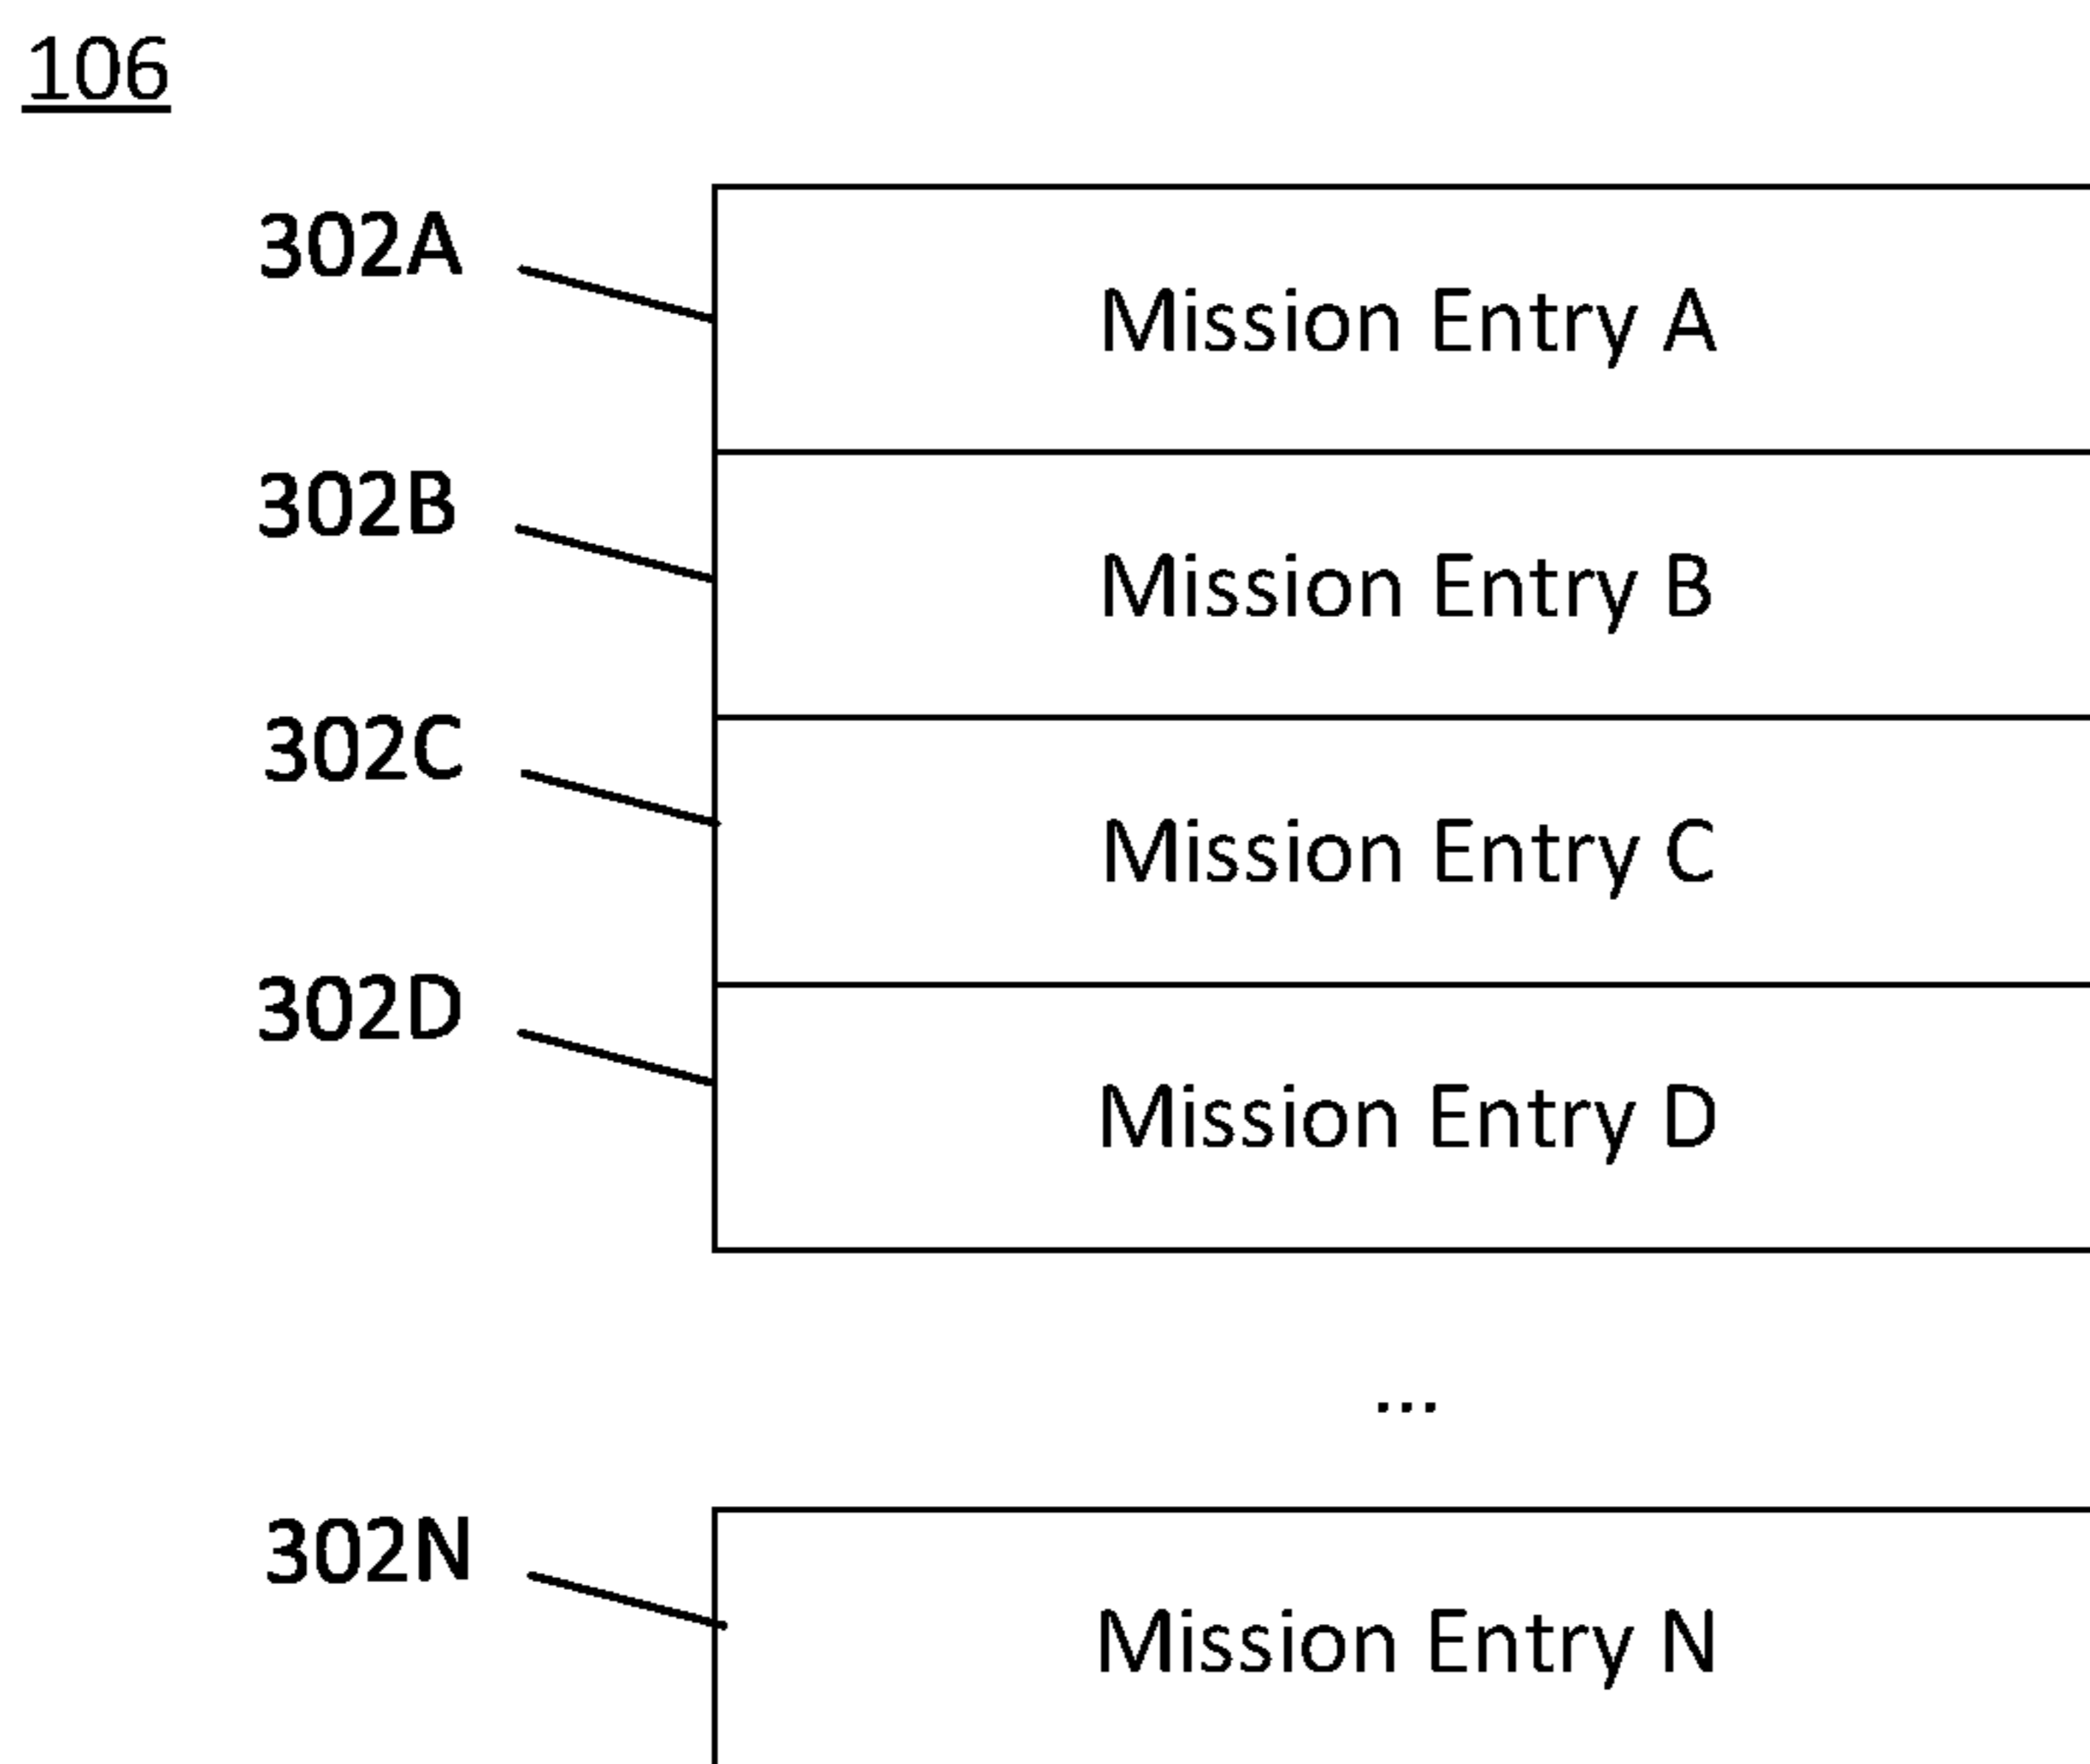 106
302A
Mission Entry A
302B
Mission Entry B
302C
Mission Entry C
302D
Mission Entry D
...
302N
Mission Entry N